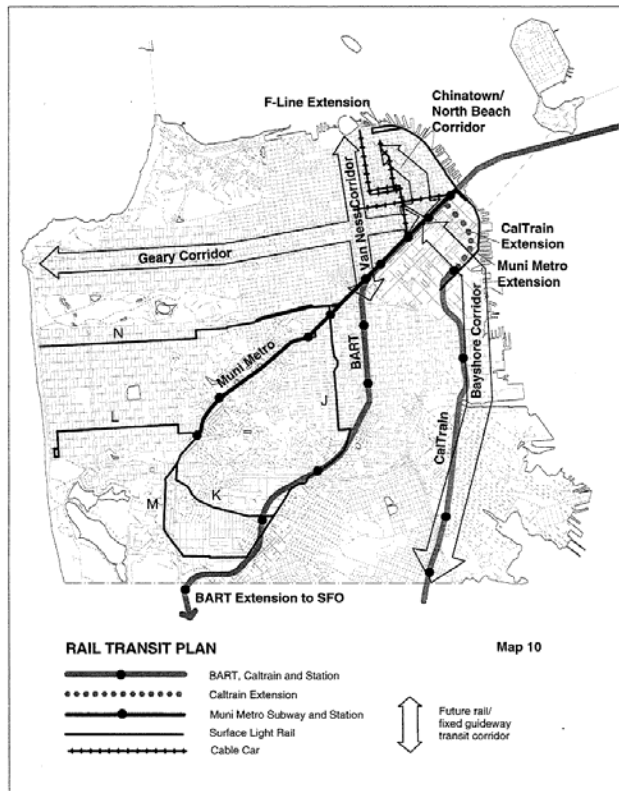 F-Line Extension
Chinatown/
North Beach
Corridor
Van Ness Corridor
CalTrain
Extension
Geary Corridor
Muni Metro
Extension
Bayshore Corridor
N
Muni Metro
BART
L
J
CalTrain
M
K
BART Extension to SFO
RAIL TRANSIT PLAN
Map 10
BART, Caltrain and Station
Caltrain Extension
Muni Metro Subway and Station
Surface Light Rail
Cable Car
Future rail/
fixed guideway
transit corridor